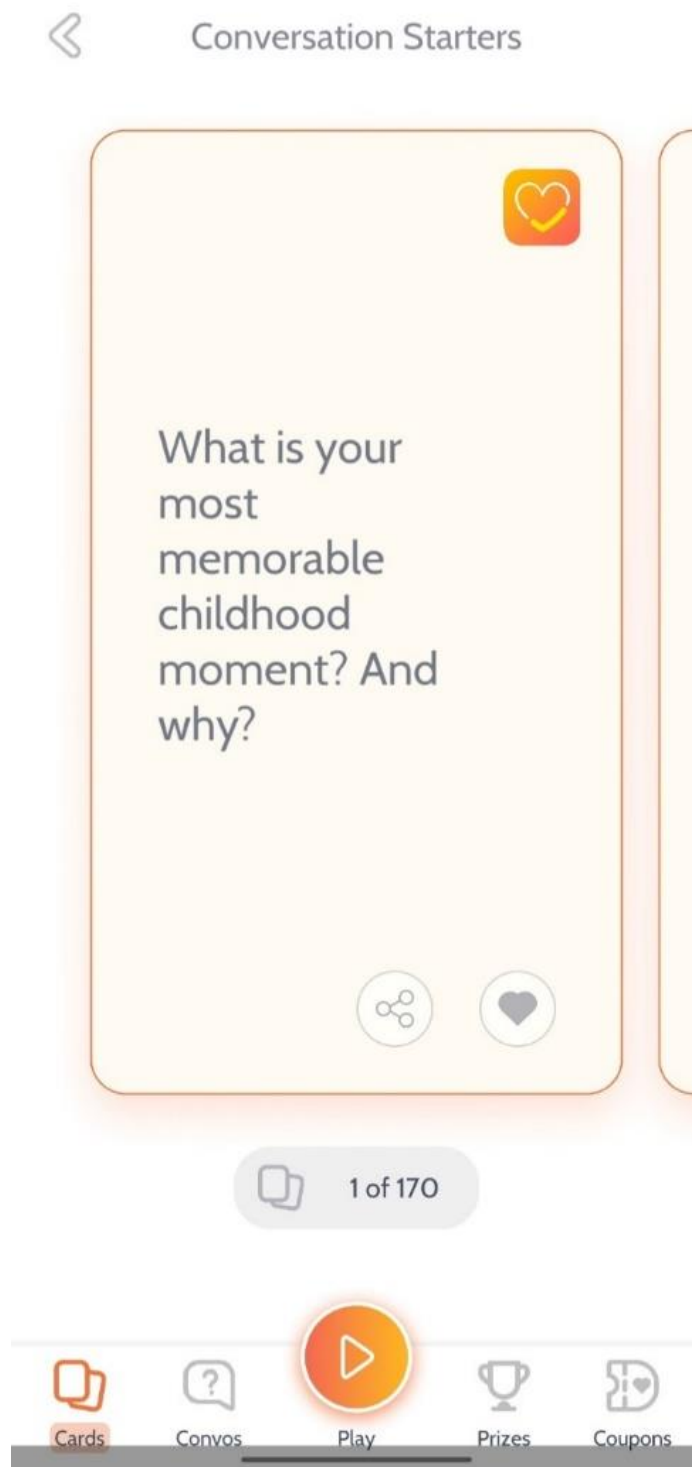 Conversation Starters
What is your
most
memorable
childhood
moment? And
why?
1 of 170
Cards
Convos
Play
Prizes
Coupons